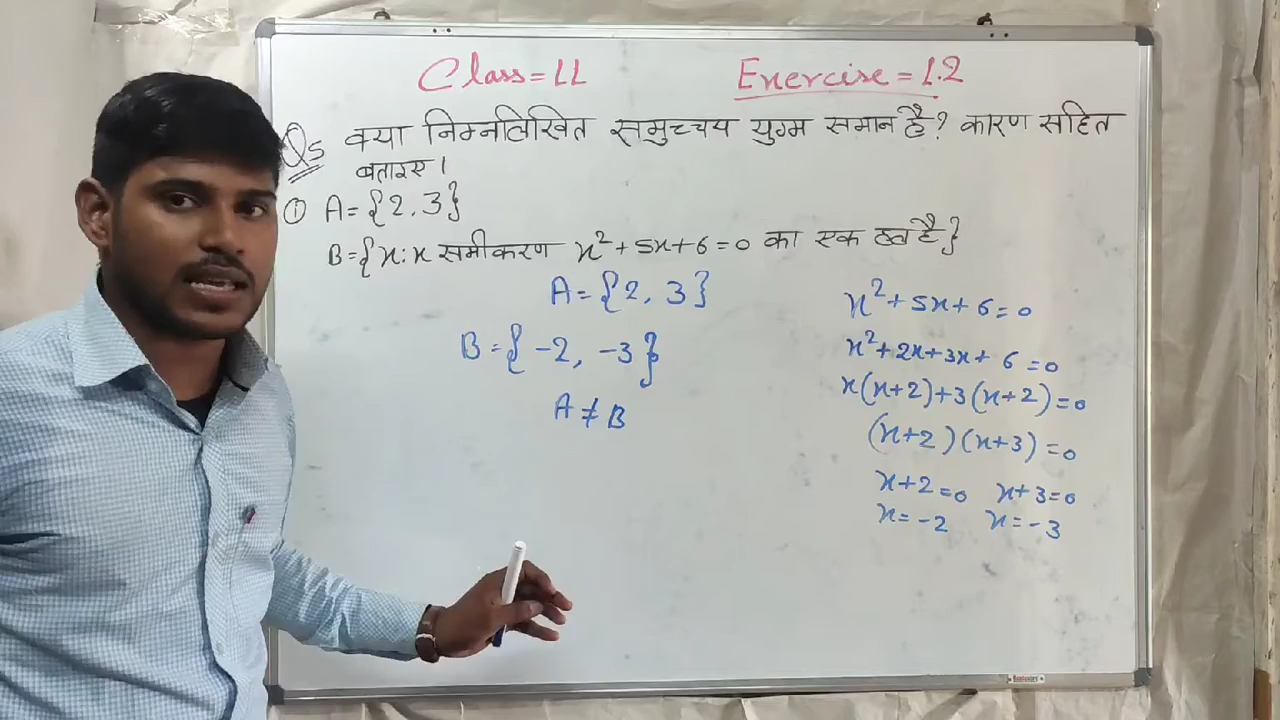 Class=11
Exercise = 1.2
Q5 क्या निम्नलिखित समुच्चय युग्म समान है? कारण सहित
बताइए।
① A={2,3}
B={x:x समीकरण x²+5x+6=0 का एक हल है}
A={2, 3}
B={-2, -3}
A≠B
x²+5x+6=0
x²+2x+3x+6=0
x(x+2)+3(x+2)=0
(x+2)(x+3)=0
x+2=0 x+3=0
x=-2 x=-3